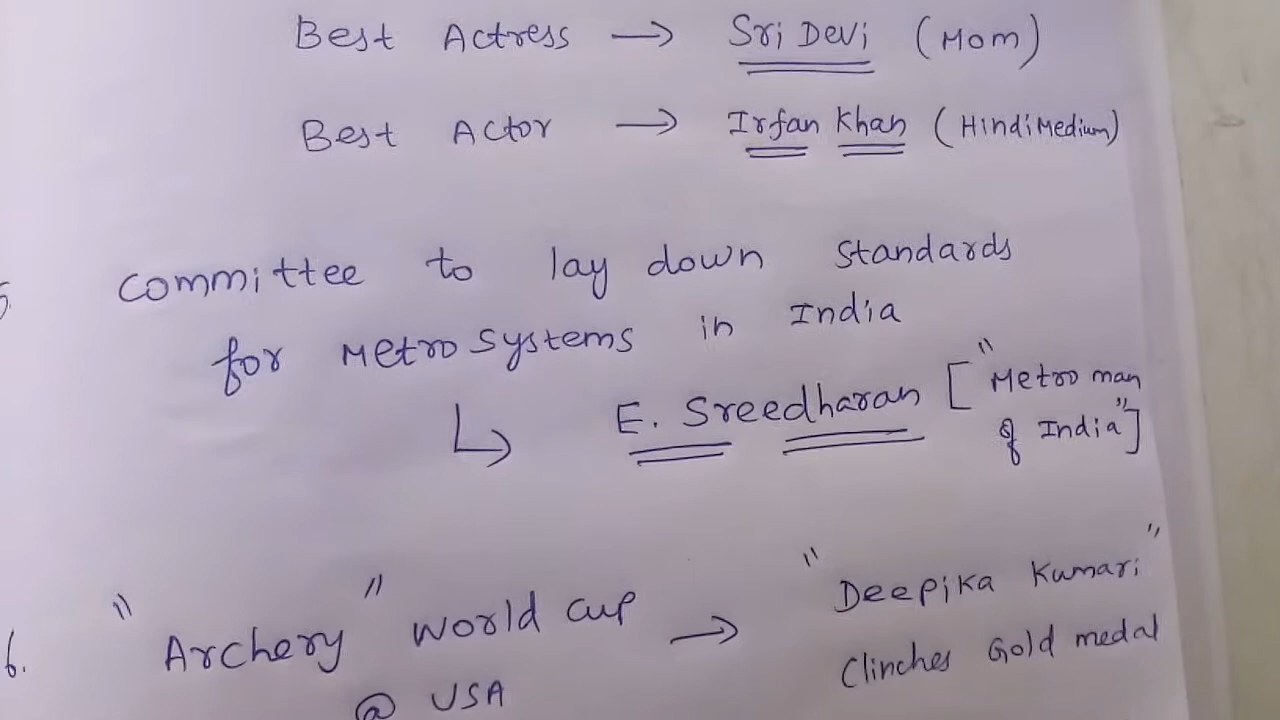 Best Actress → Sri Devi (Mom)
Best Actor → Irfan Khan (Hindi Medium)
5. Committee to lay down standards
for Metro systems in India
↳ E. Sreedharan ["Metro man
of India"]
6. "Archery" World cup → "Deepika Kumari"
@ USA Clinches Gold medal